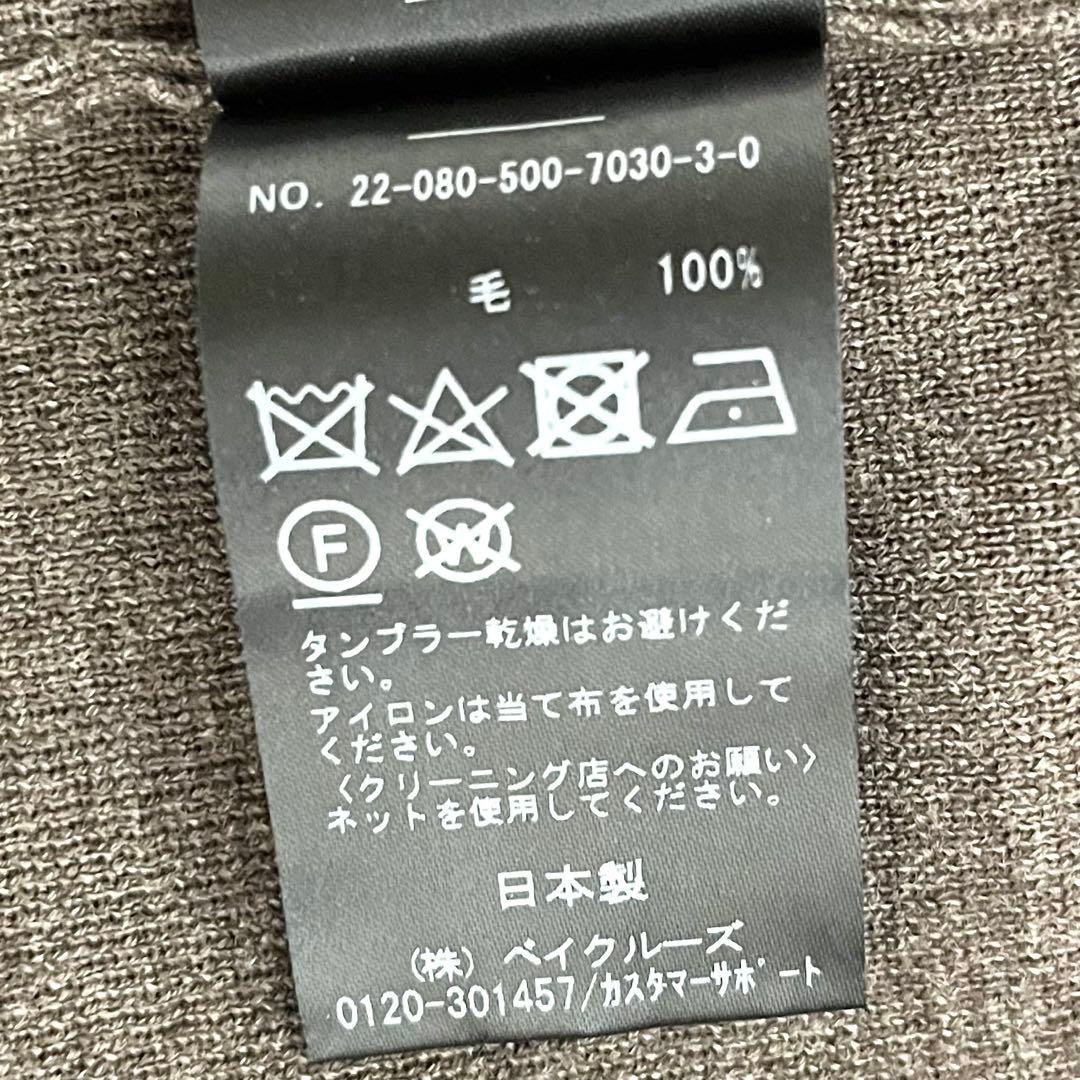 NO. 22-080-500-7030-3-0
毛 100%
F
W
タンブラー乾燥はお避けくだ
さい。
アイロンは当て布を使用して
ください。
〈クリーニング店へのお願い〉
ネットを使用してください。
日本製
(株) ベイクルーズ
0120-301457/カスタマーサポート